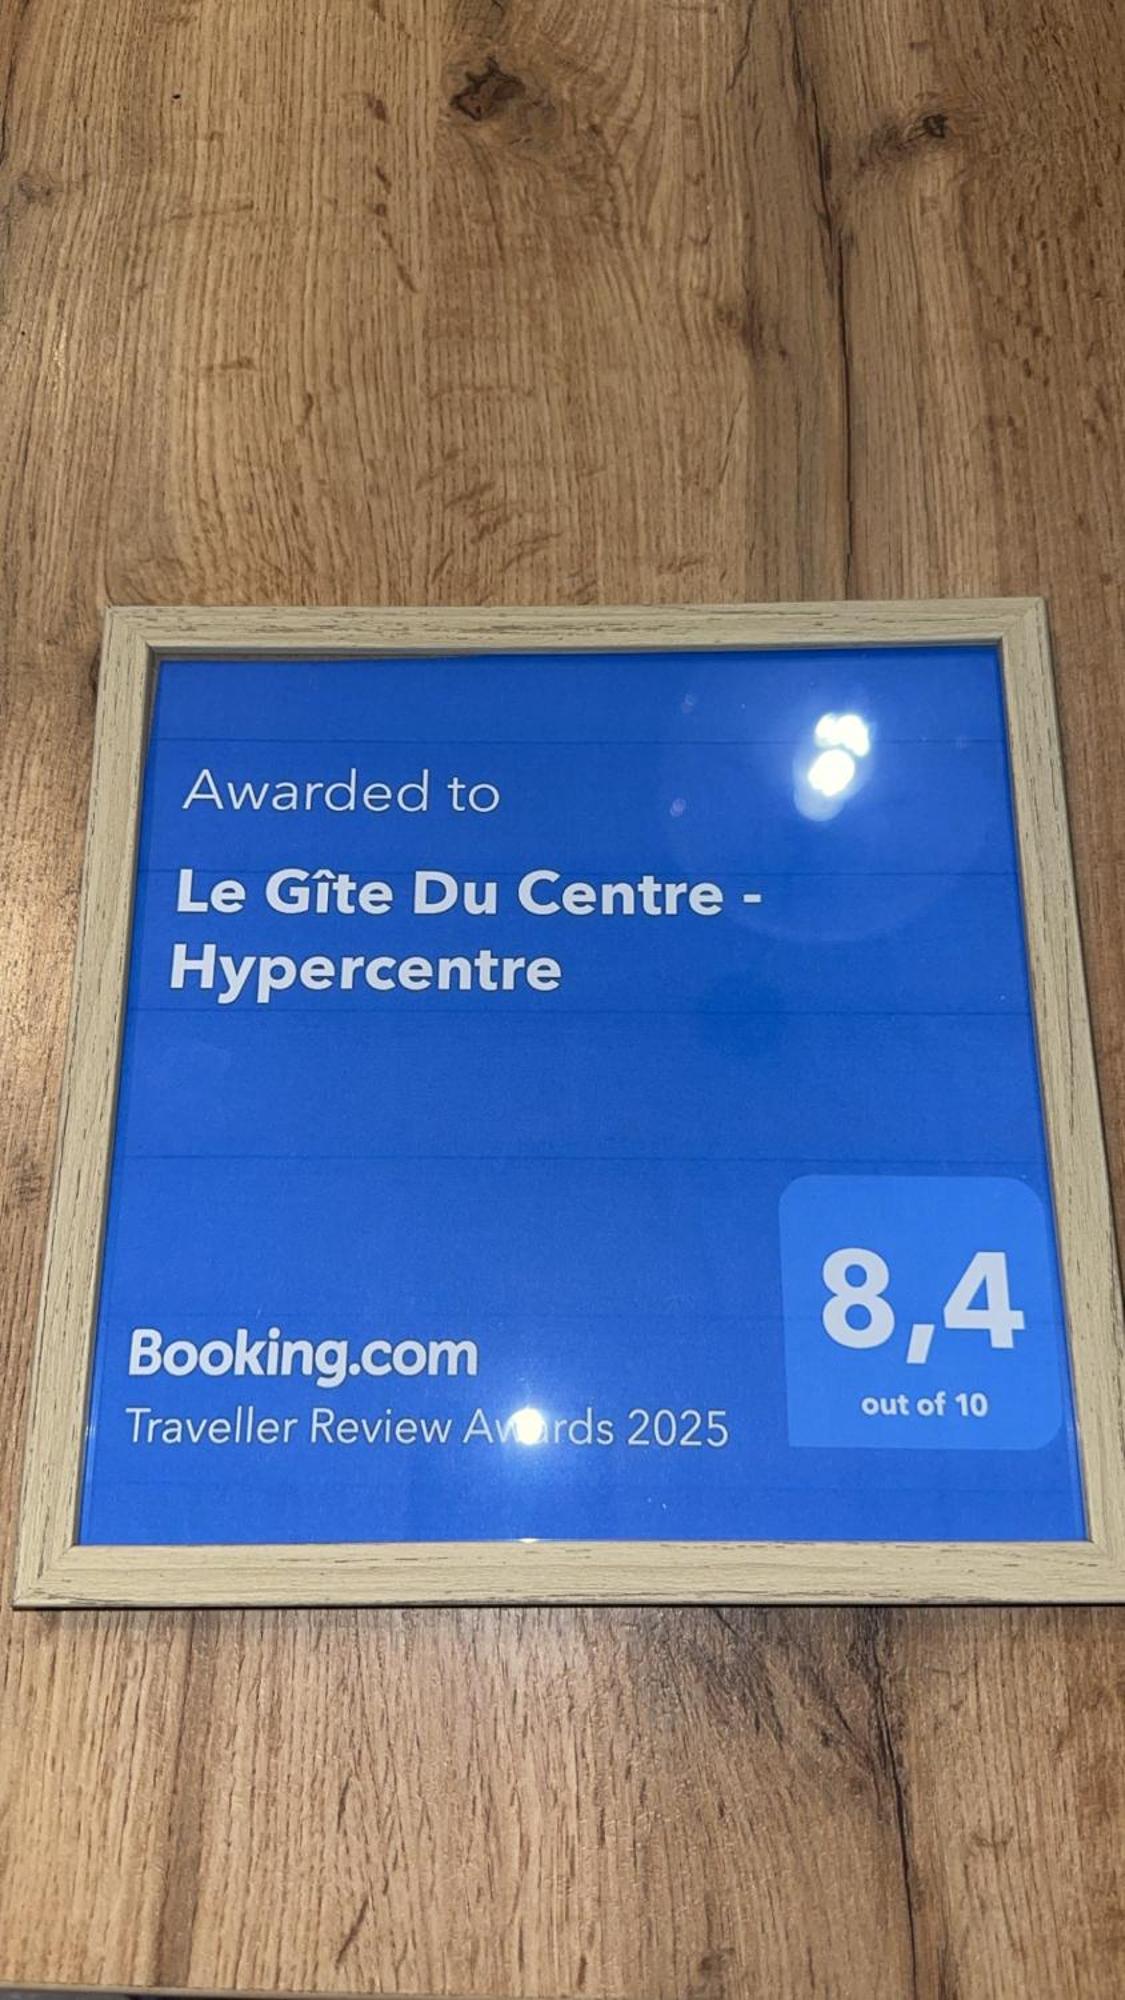 Awarded to
Le Gîte Du Centre -
Hypercentre
8,4
out of 10
Booking.com
Traveller Review Awards 2025